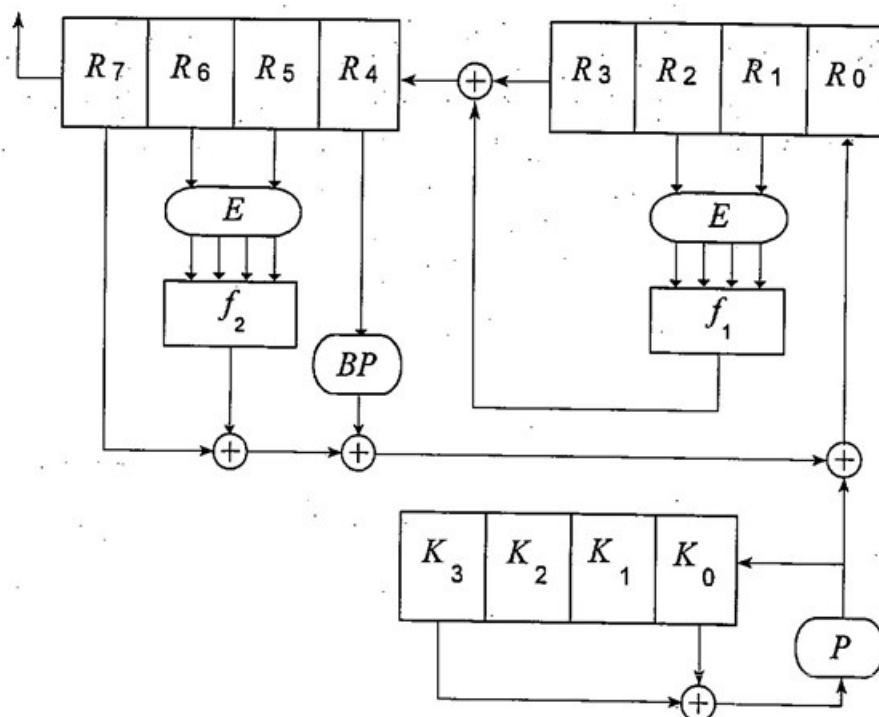 R7 R6 R5 R4 + R3 R2 R1 R0
E E
f2 f1
BP
+ + +
K3 K2 K1 K0
P
+